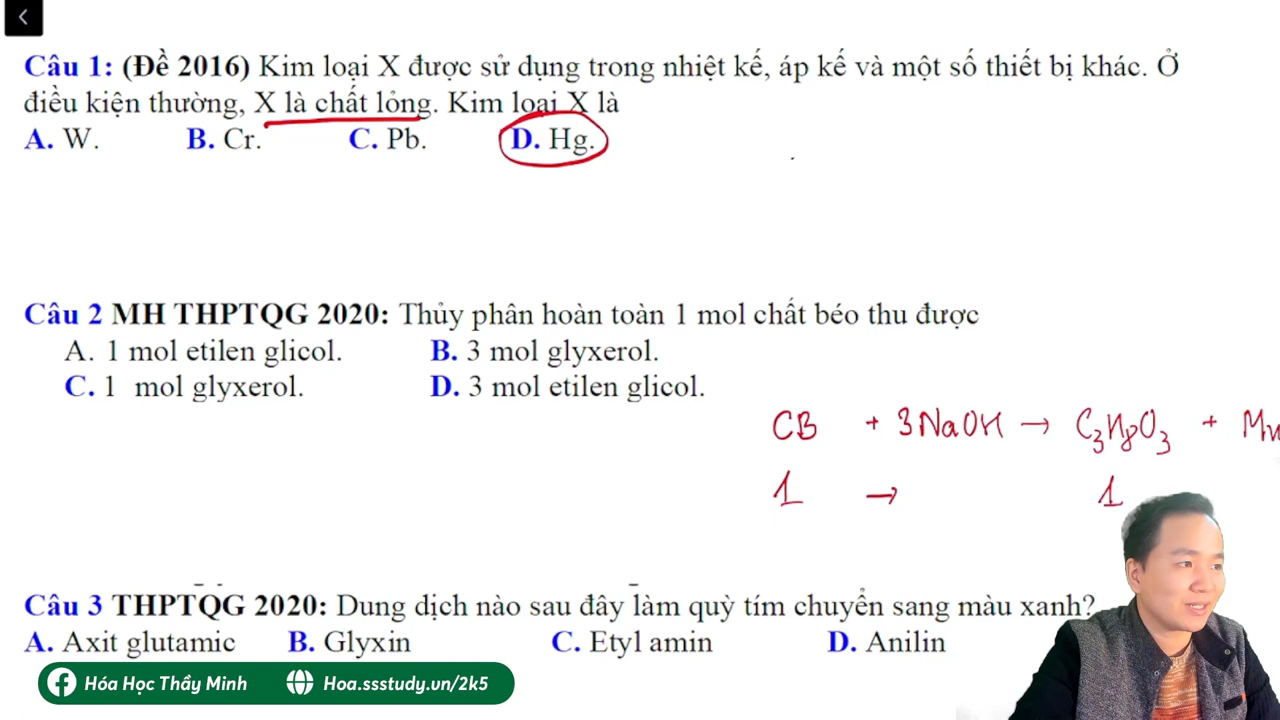 Câu 1: (Đề 2016) Kim loại X được sử dụng trong nhiệt kế, áp kế và một số thiết bị khác. Ở
điều kiện thường, X là chất lỏng. Kim loại X là
A. W. B. Cr. C. Pb. D. Hg.
Câu 2 MH THPTQG 2020: Thủy phân hoàn toàn 1 mol chất béo thu được
A. 1 mol etilen glicol. B. 3 mol glyxerol.
C. 1 mol glyxerol. D. 3 mol etilen glicol.
CB + 3NaOH → C₃H₈O₃ + Mu
1 → 1
Câu 3 THPTQG 2020: Dung dịch nào sau đây làm quỳ tím chuyển sang màu xanh?
A. Axit glutamic B. Glyxin C. Etyl amin D. Anilin
Hóa Học Thầy Minh Hoa.ssstudy.vn/2k5